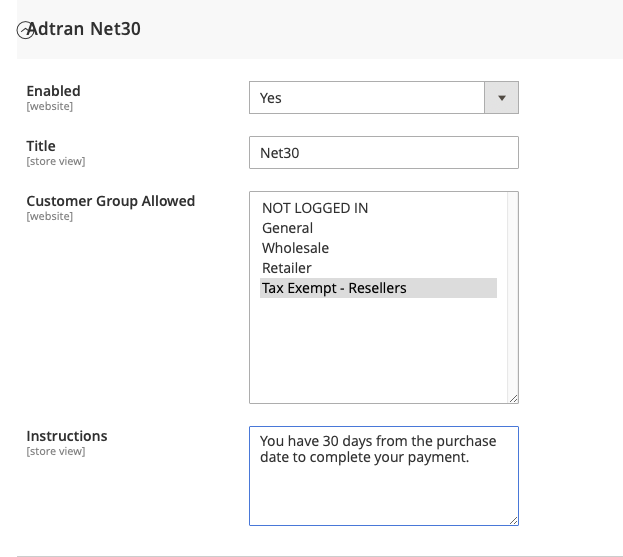 Adtran Net30
Enabled
[website]
Yes
Title
[store view]
Net30
Customer Group Allowed
[website]
NOT LOGGED IN
General
Wholesale
Retailer
Tax Exempt - Resellers
Instructions
[store view]
You have 30 days from the purchase
date to complete your payment.